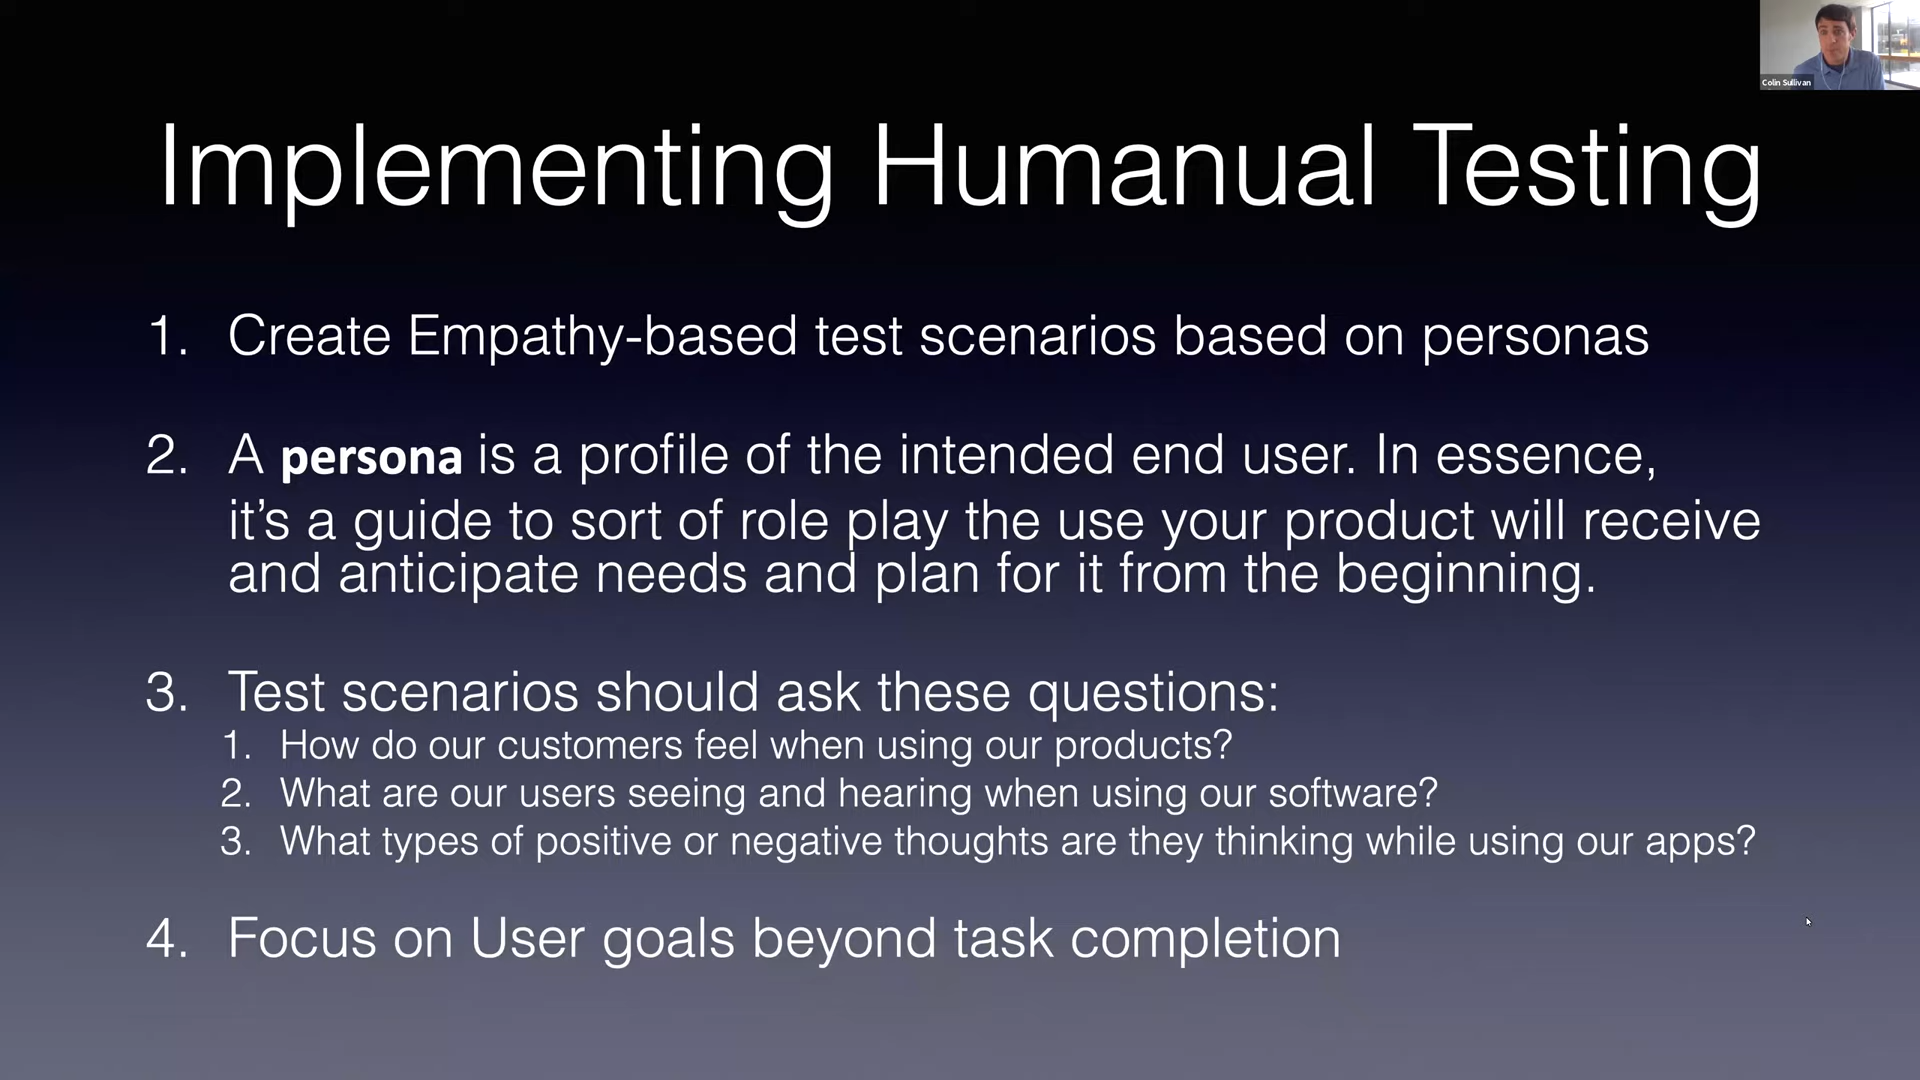 Colin Sullivan
Implementing Humanual Testing
1. Create Empathy-based test scenarios based on personas
2. A persona is a profile of the intended end user. In essence,
it’s a guide to sort of role play the use your product will receive
and anticipate needs and plan for it from the beginning.
3. Test scenarios should ask these questions:
1. How do our customers feel when using our products?
2. What are our users seeing and hearing when using our software?
3. What types of positive or negative thoughts are they thinking while using our apps?
4. Focus on User goals beyond task completion